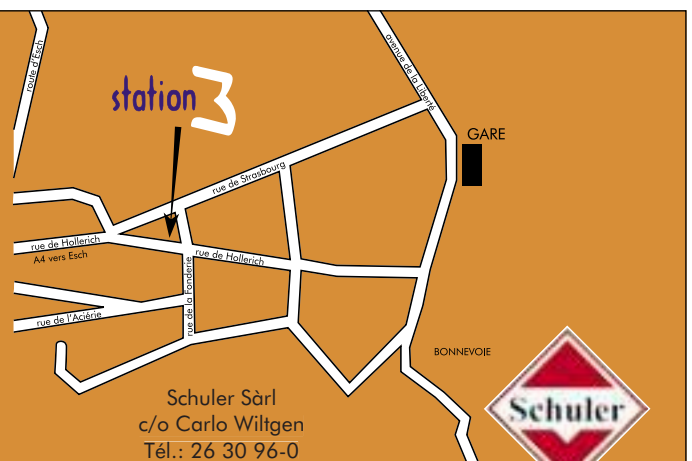 route d'Esch
avenue de la Liberté
station 3
GARE
rue de Strasbourg
rue de Hollerich
A4 vers Esch
rue de Hollerich
rue de la Fonderie
rue de l'Aciérie
BONNEVOIE
Schuler Sàrl
c/o Carlo Wiltgen
Tél.: 26 30 96-0
Schuler